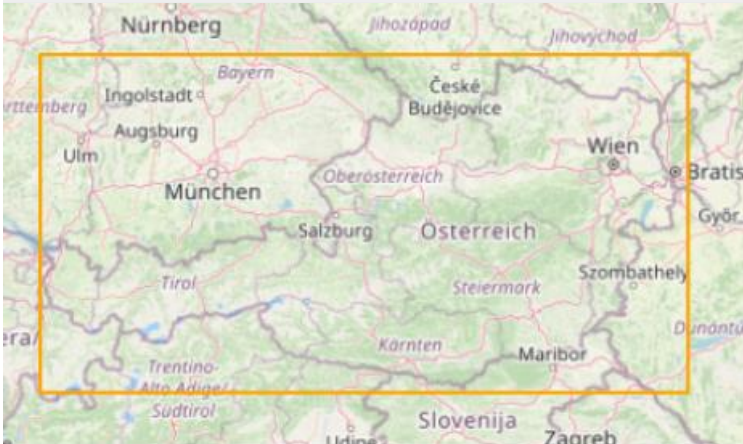 Nürnberg
Jihozápad
Jihovýchod
Bayern
Ingolstadt
České
Budějovice
Augsburg
Ulm
Wien
Bratis
München
Oberösterreich
Győr
Salzburg
Österreich
Szombathely
Tirol
Steiermark
Kärnten
Maribor
Trentino-
Alto Adige/
Südtirol
Slovenija
Udine
Zagreb